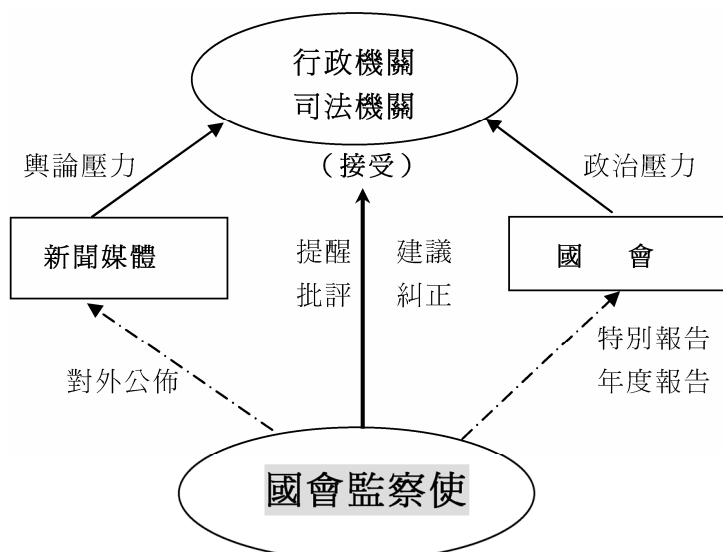 行政機關
司法機關
（接受）
輿論壓力
政治壓力
新聞媒體
國　會
提醒　建議
批評　糾正
對外公佈
特別報告
年度報告
國會監察使